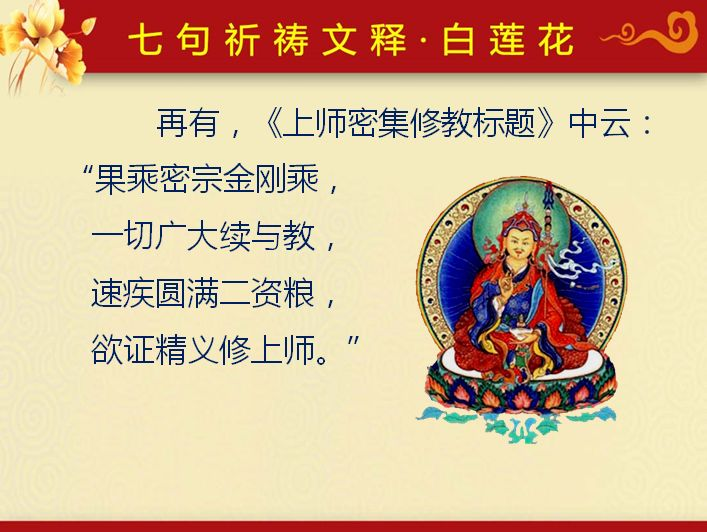 七句祈祷文释·白莲花
再有，《上师密集修教标题》中云：
“果乘密宗金刚乘，
一切广大续与教，
速疾圆满二资粮，
欲证精义修上师。”